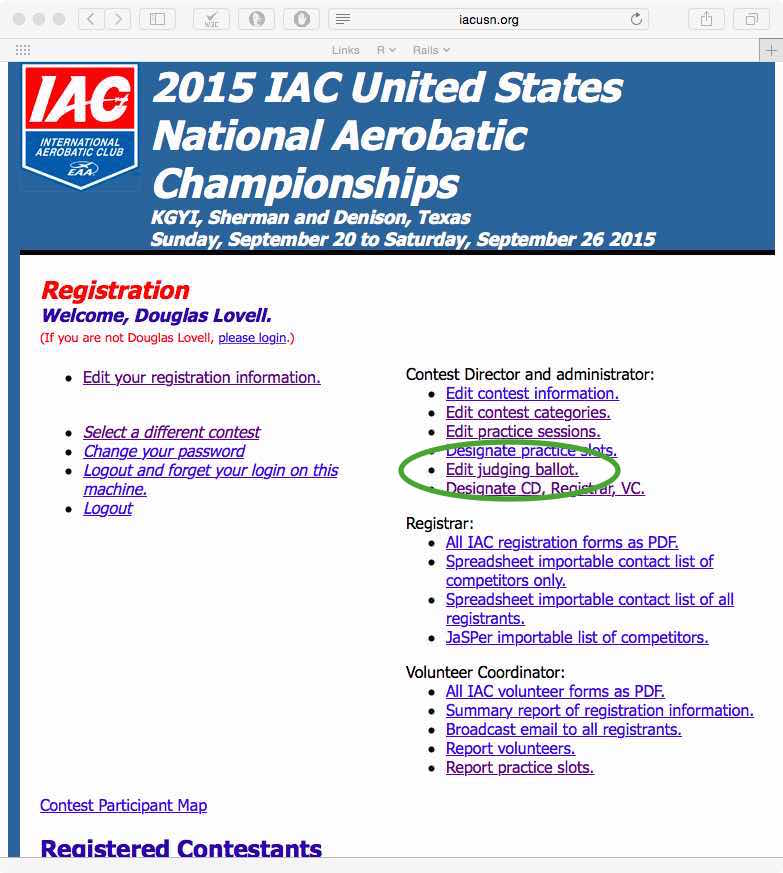 iacusn.org
Links R Rails
IAC
INTERNATIONAL
AEROBATIC CLUB
EAA
2015 IAC United States
National Aerobatic
Championships
KGYI, Sherman and Denison, Texas
Sunday, September 20 to Saturday, September 26 2015
Registration
Welcome, Douglas Lovell.
(If you are not Douglas Lovell, please login.)
Edit your registration information.
Select a different contest
Change your password
Logout and forget your login on this
machine.
Logout
Contest Director and administrator:
Edit contest information.
Edit contest categories.
Edit practice sessions.
Designate practice slots.
Edit judging ballot.
Designate CD, Registrar, VC.
Registrar:
All IAC registration forms as PDF.
Spreadsheet importable contact list of
competitors only.
Spreadsheet importable contact list of all
registrants.
JaSPer importable list of competitors.
Volunteer Coordinator:
All IAC volunteer forms as PDF.
Summary report of registration information.
Broadcast email to all registrants.
Report volunteers.
Report practice slots.
Contest Participant Map
Registered Contestants